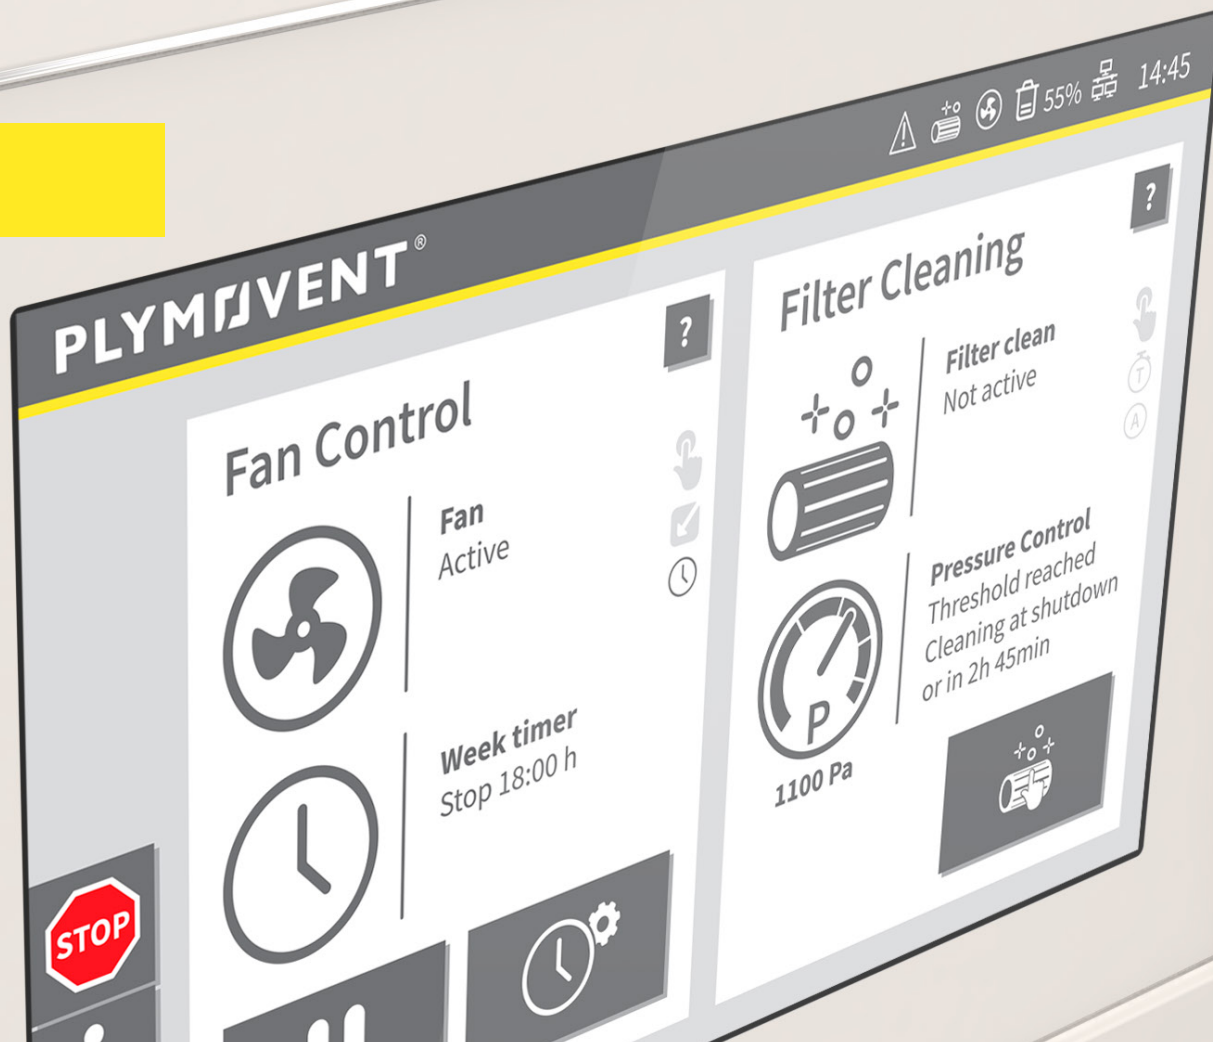 55% 14:45
PLYMOVENT®
Fan Control
?
Fan
Active
Week timer
Stop 18:00 h
STOP
Filter Cleaning
?
Filter clean
Not active
T
A
Pressure Control
Threshold reached
Cleaning at shutdown
or in 2h 45min
P
1100 Pa